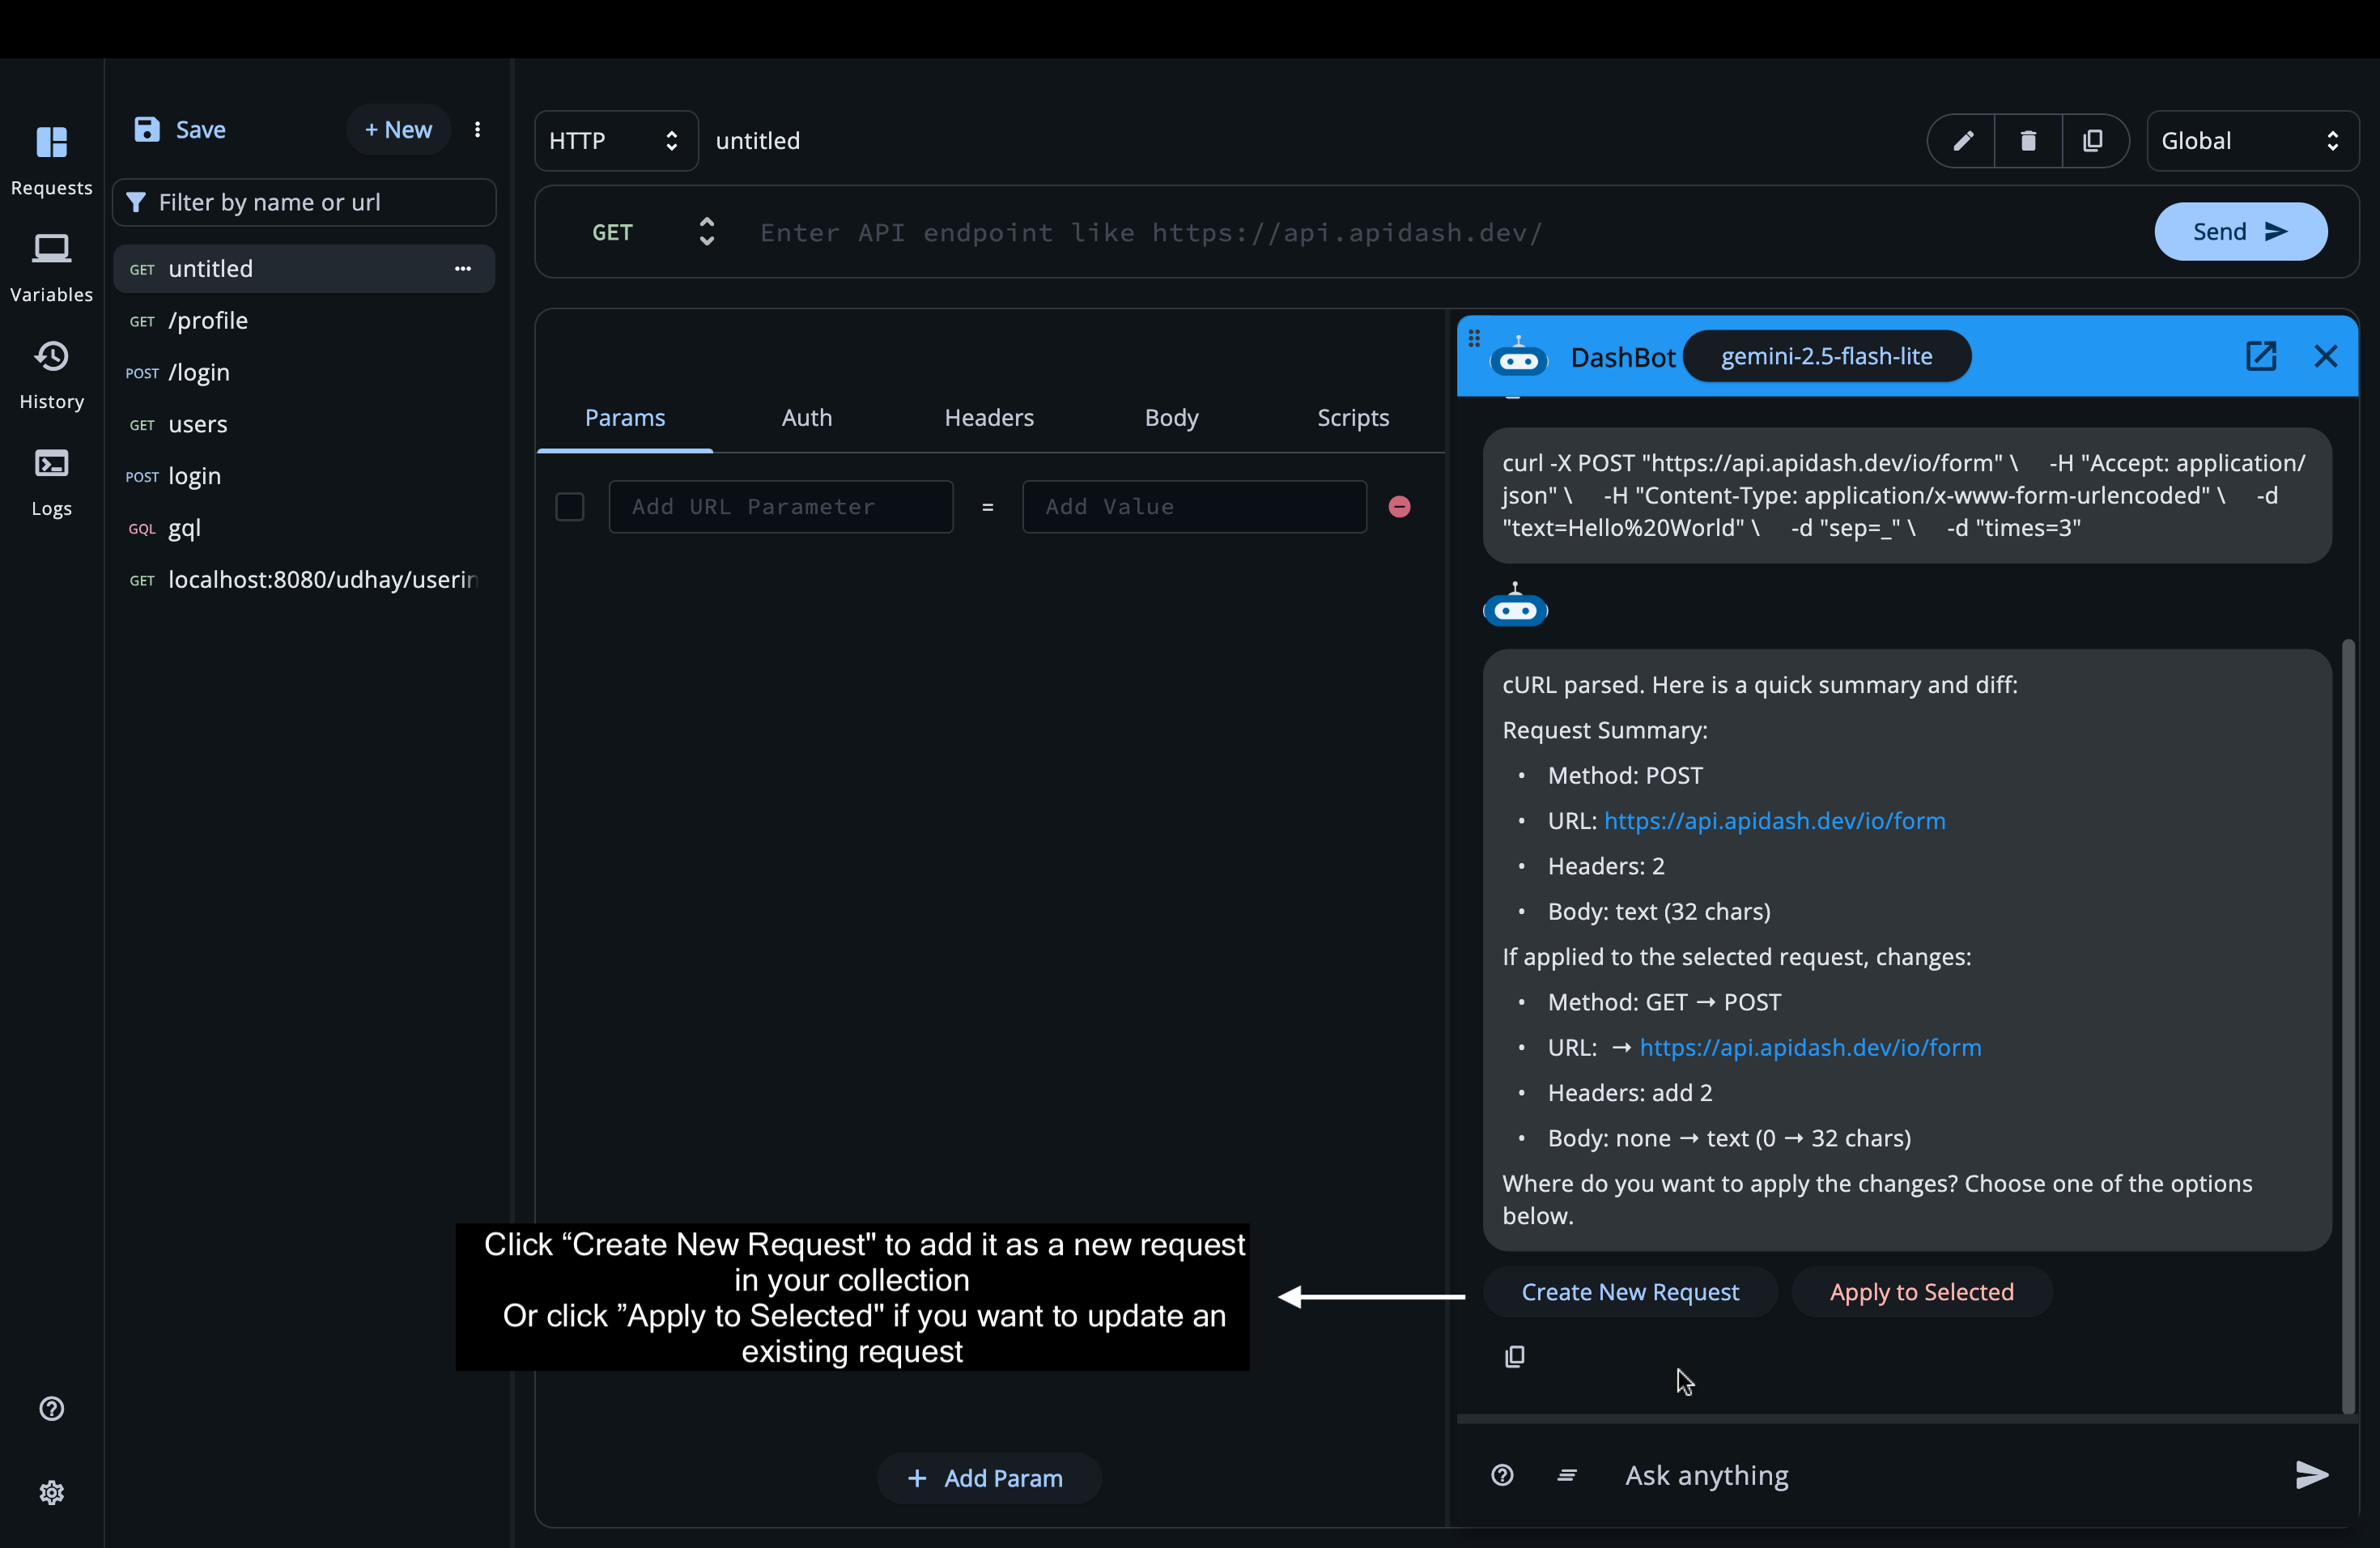 Requests
Variables
History
Logs
Save
+ New
Filter by name or url
GET untitled
GET /profile
POST /login
GET users
POST login
GQL gql
GET localhost:8080/udhay/userin
HTTP
untitled
Global
GET
Enter API endpoint like https://api.apidash.dev/
Send
Params Auth Headers Body Scripts
Add URL Parameter = Add Value
Click “Create New Request" to add it as a new request
in your collection
Or click ”Apply to Selected" if you want to update an
existing request
+ Add Param
DashBot
gemini-2.5-flash-lite
curl -X POST "https://api.apidash.dev/io/form" \ -H "Accept: application/
json" \ -H "Content-Type: application/x-www-form-urlencoded" \ -d
"text=Hello%20World" \ -d "sep=_" \ -d "times=3"
cURL parsed. Here is a quick summary and diff:
Request Summary:
• Method: POST
• URL: https://api.apidash.dev/io/form
• Headers: 2
• Body: text (32 chars)
If applied to the selected request, changes:
• Method: GET → POST
• URL: → https://api.apidash.dev/io/form
• Headers: add 2
• Body: none → text (0 → 32 chars)
Where do you want to apply the changes? Choose one of the options
below.
Create New Request
Apply to Selected
Ask anything